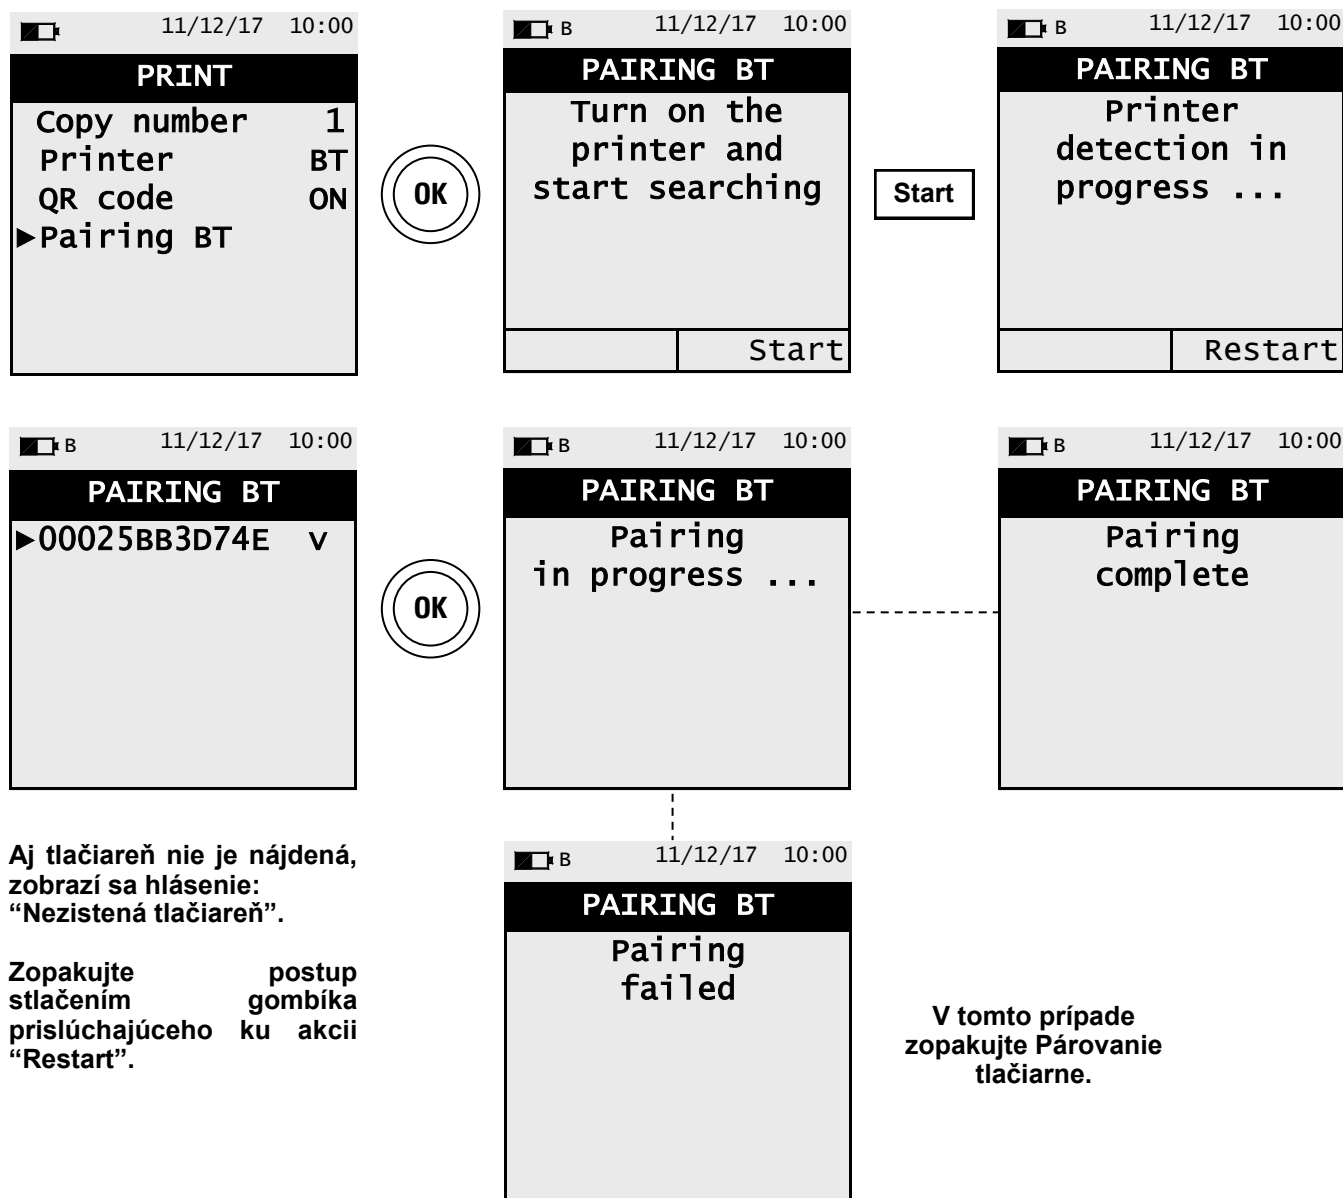 11/12/17 10:00
PRINT
Copy number 1
Printer BT
QR code ON
►Pairing BT
OK
B 11/12/17 10:00
PAIRING BT
Turn on the
printer and
start searching
Start
Start
B 11/12/17 10:00
PAIRING BT
Printer
detection in
progress ...
Restart
B 11/12/17 10:00
PAIRING BT
►00025BB3D74E V
OK
B 11/12/17 10:00
PAIRING BT
Pairing
in progress ...
B 11/12/17 10:00
PAIRING BT
Pairing
complete
Aj tlačiareň nie je nájdená,
zobrazí sa hlásenie:
“Nezistená tlačiareň”.
Zopakujte postup
stlačením gombíka
prislúchajúceho ku akcii
“Restart”.
B 11/12/17 10:00
PAIRING BT
Pairing
failed
V tomto prípade
zopakujte Párovanie
tlačiarne.